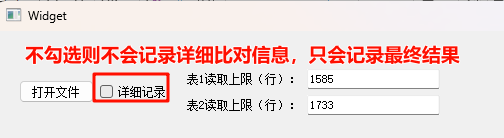 Widget
不勾选则不会记录详细比对信息，只会记录最终结果
打开文件
详细记录
表1读取上限（行）： 1585
表2读取上限（行）： 1733